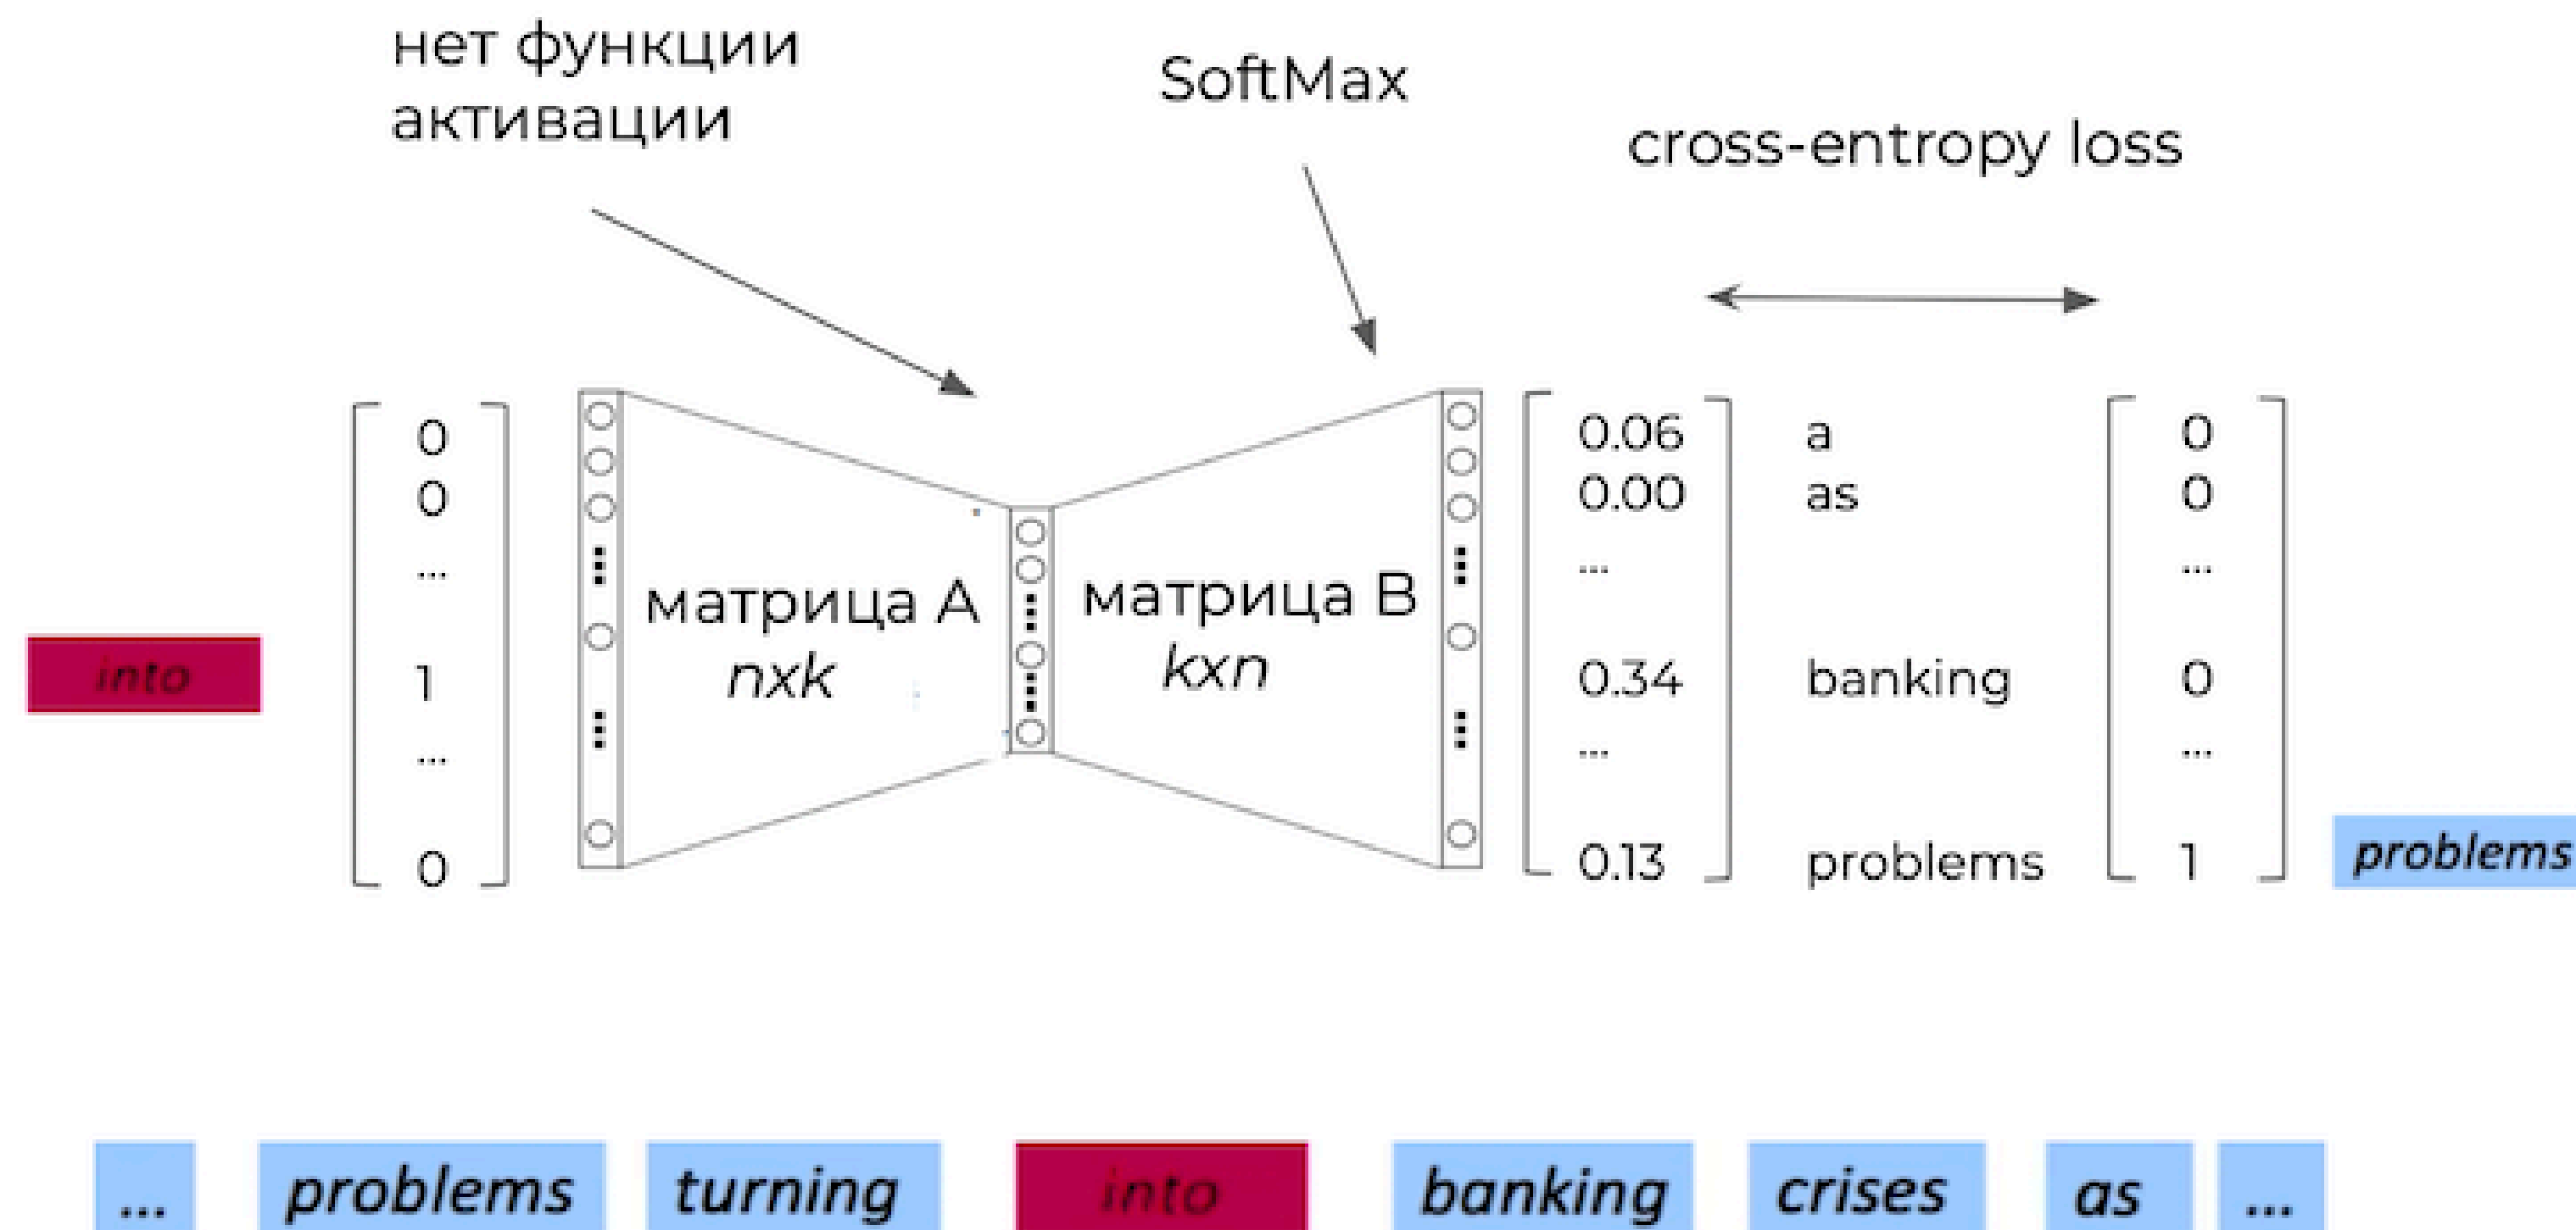 нет функции
активации
SoftMax
cross-entropy loss
0
0
...
1
...
0
into
матрица A
nxk
матрица B
kxn
0.06
0.00
...
0.34
...
0.13
a
as
banking
problems
0
0
...
0
...
1
problems
... problems turning into banking crises as ...